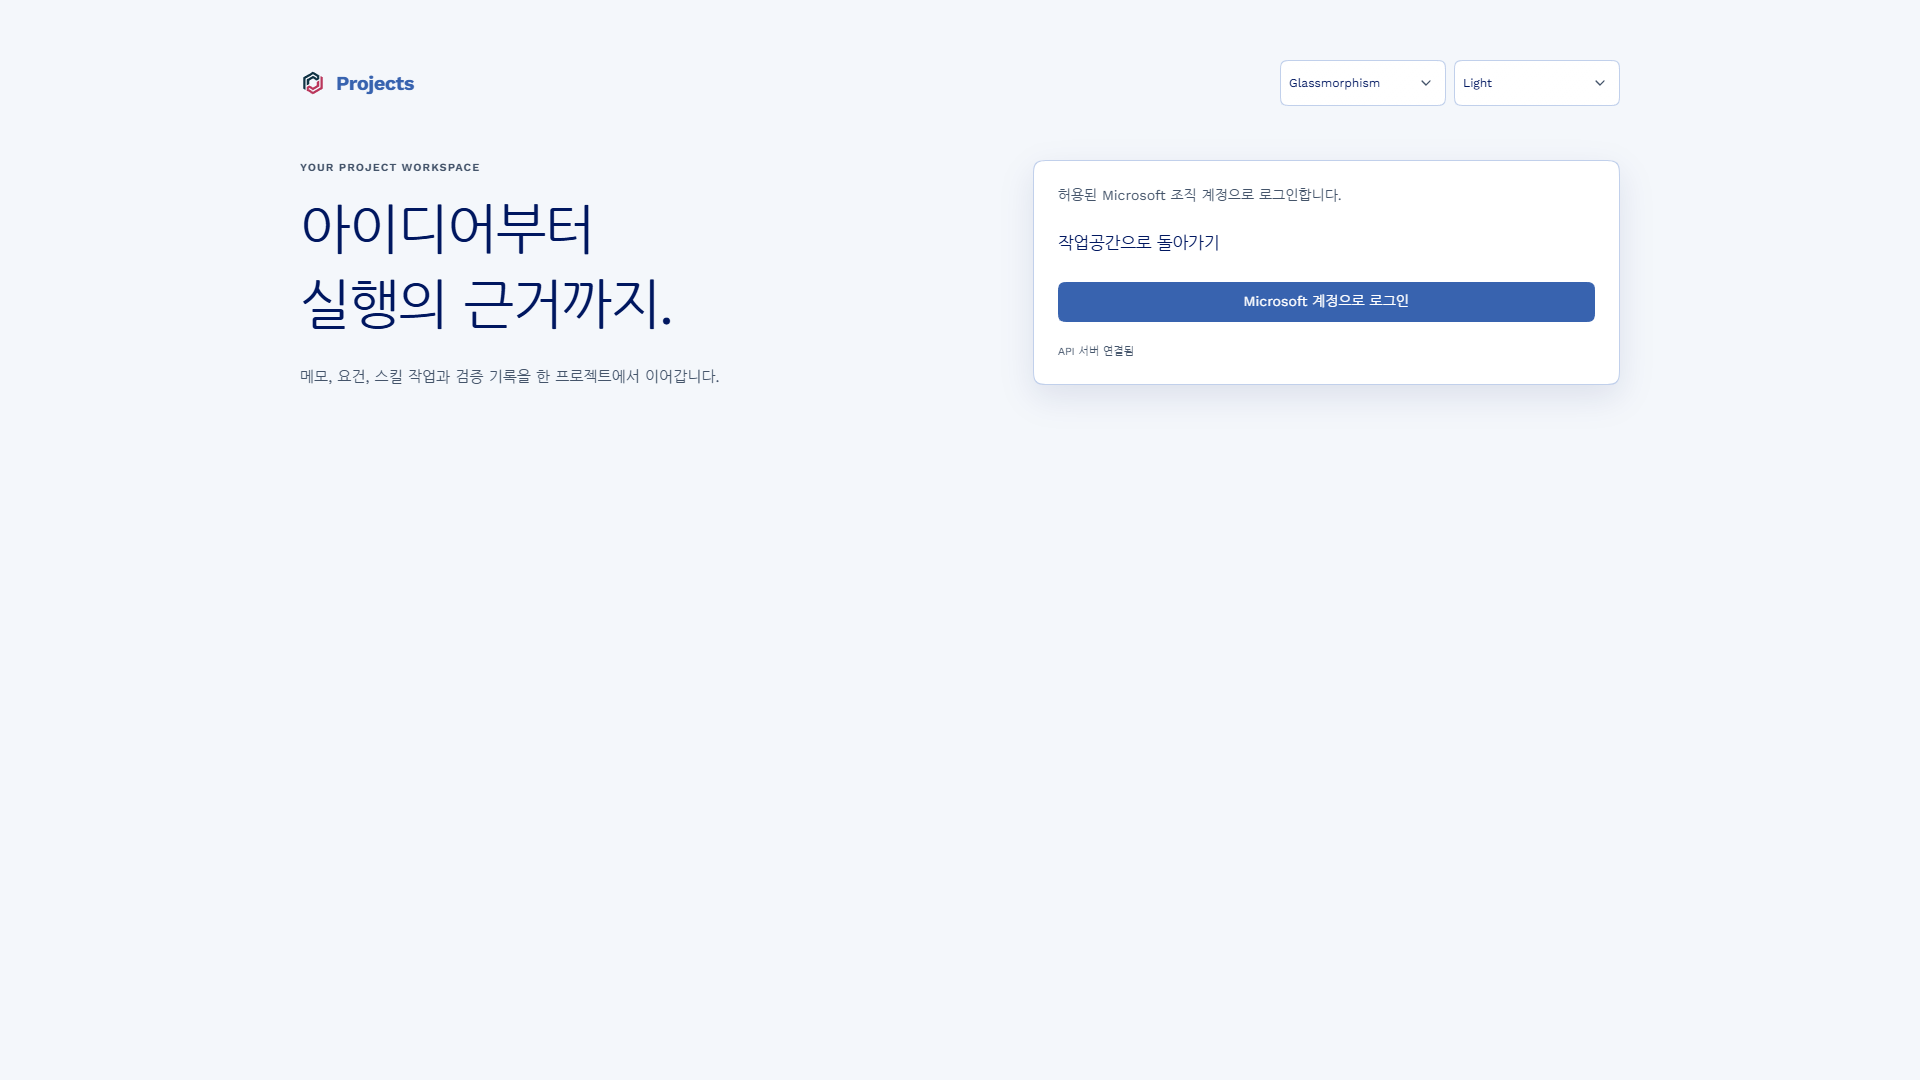 Projects
Glassmorphism
Light
YOUR PROJECT WORKSPACE
아이디어부터
실행의 근거까지.
메모, 요건, 스킬 작업과 검증 기록을 한 프로젝트에서 이어갑니다.
허용된 Microsoft 조직 계정으로 로그인합니다.
작업공간으로 돌아가기
Microsoft 계정으로 로그인
API 서버 연결됨